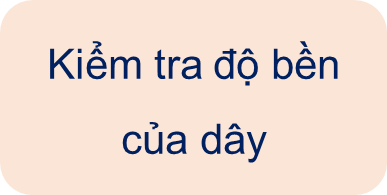 Kiểm tra độ bền
của dây